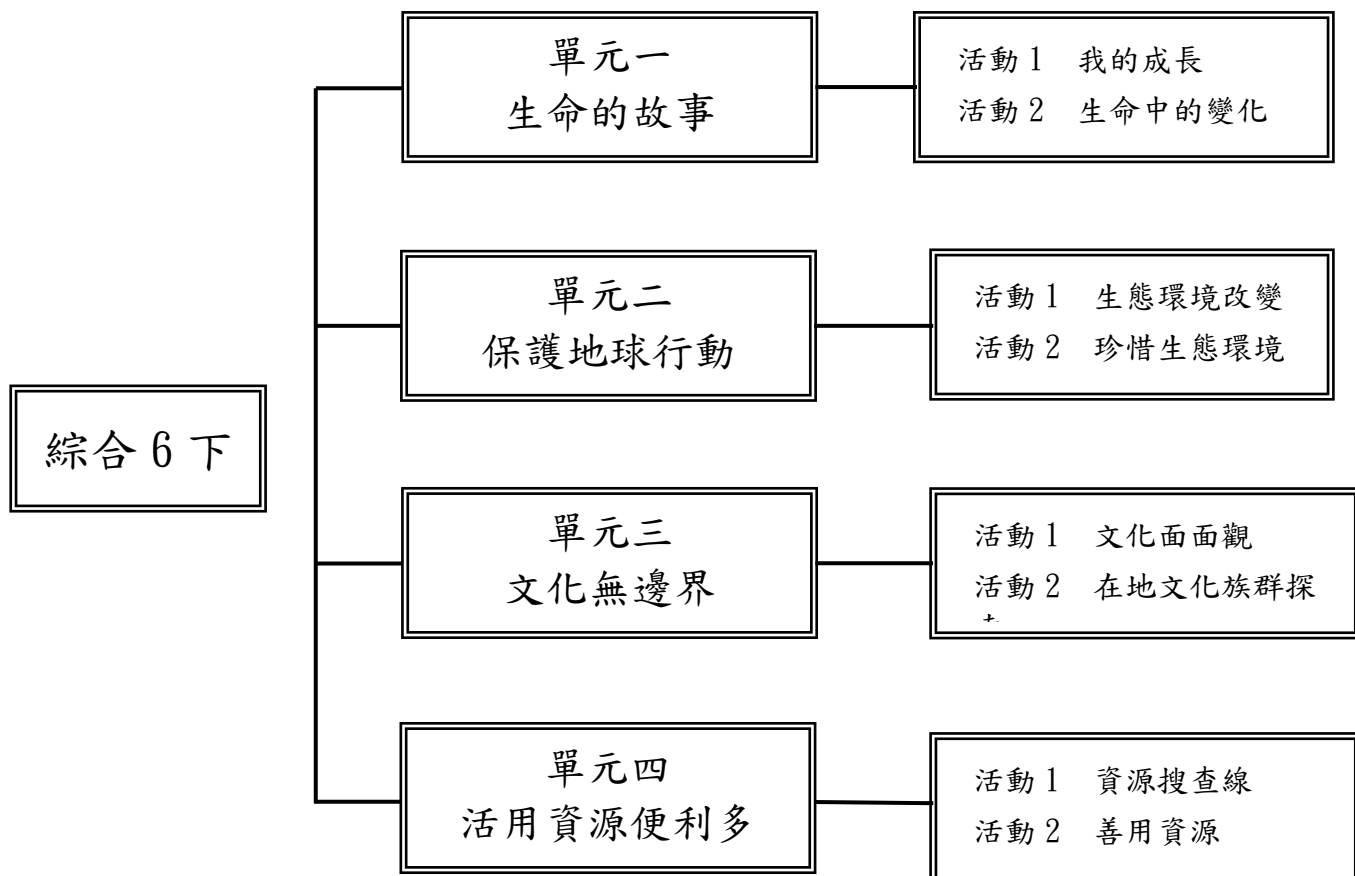 綜合 6 下
單元一
生命的故事
活動 1 我的成長
活動 2 生命中的變化
單元二
保護地球行動
活動 1 生態環境改變
活動 2 珍惜生態環境
單元三
文化無邊界
活動 1 文化面面觀
活動 2 在地文化族群探
單元四
活用資源便利多
活動 1 資源搜查線
活動 2 善用資源